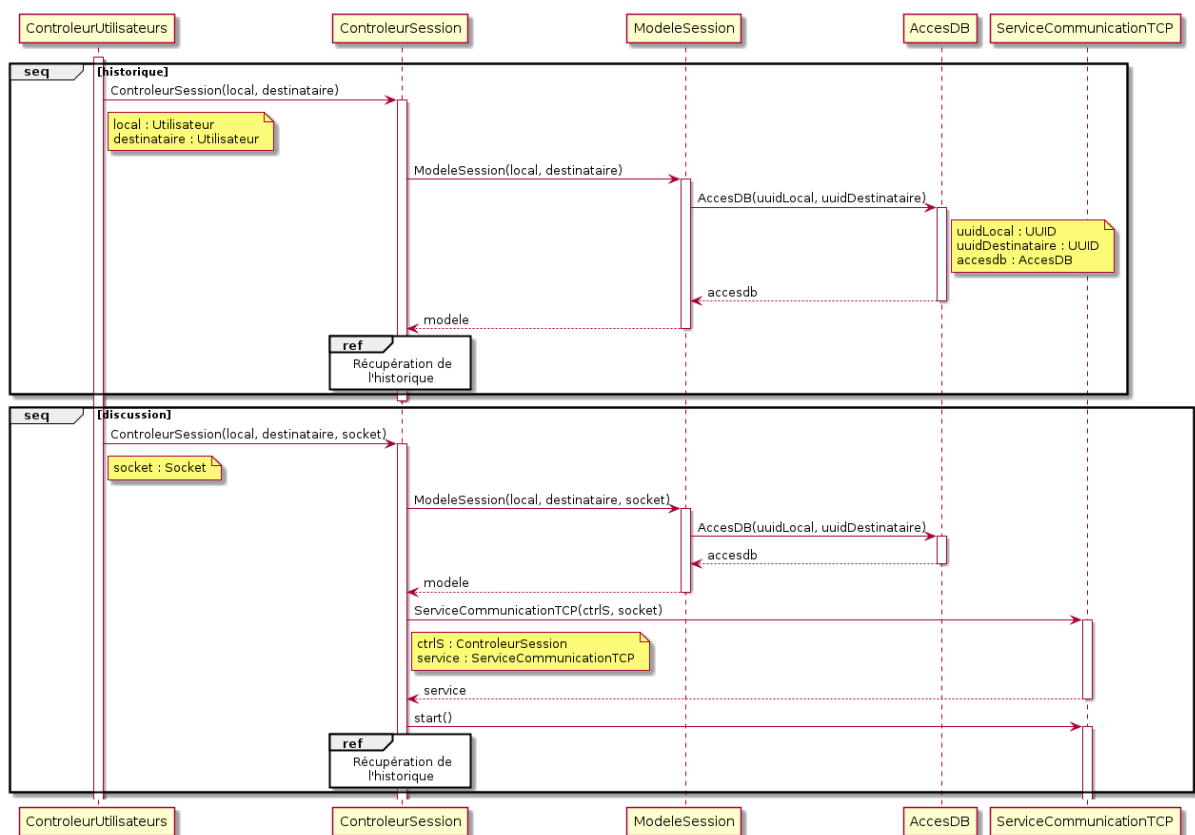 ControleurUtilisateurs
ControleurSession
ModeleSession
AccesDB
ServiceCommunicationTCP
seq
[historique]
ControleurSession(local, destinataire)
local : Utilisateur
destinataire : Utilisateur
ModeleSession(local, destinataire)
AccesDB(uuidLocal, uuidDestinataire)
uuidLocal : UUID
uuidDestinataire : UUID
accesdb : AccesDB
accesdb
modele
ref
Récupération de
l'historique
seq
[discussion]
ControleurSession(local, destinataire, socket)
socket : Socket
ModeleSession(local, destinataire, socket)
AccesDB(uuidLocal, uuidDestinataire)
accesdb
modele
ServiceCommunicationTCP(ctrlS, socket)
ctrlS : ControleurSession
service : ServiceCommunicationTCP
service
start()
ref
Récupération de
l'historique
ControleurUtilisateurs
ControleurSession
ModeleSession
AccesDB
ServiceCommunicationTCP